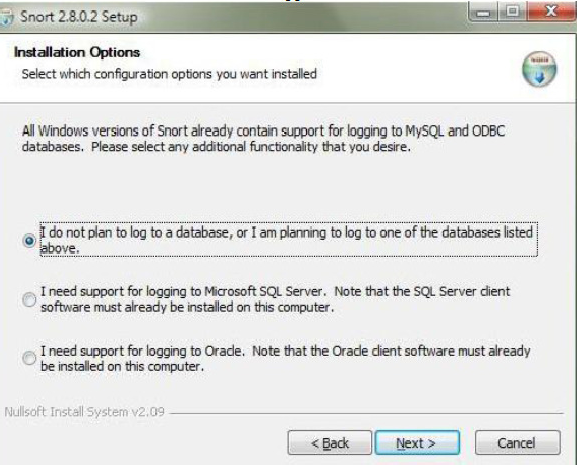 Snort 2.8.0.2 Setup
Installation Options
Select which configuration options you want installed
All Windows versions of Snort already contain support for logging to MySQL and ODBC
databases. Please select any additional functionality that you desire.
I do not plan to log to a database, or I am planning to log to one of the databases listed
above.
I need support for logging to Microsoft SQL Server. Note that the SQL Server client
software must already be installed on this computer.
I need support for logging to Oracle. Note that the Oracle client software must already
be installed on this computer.
Nullsoft Install System v2.09
< Back Next > Cancel